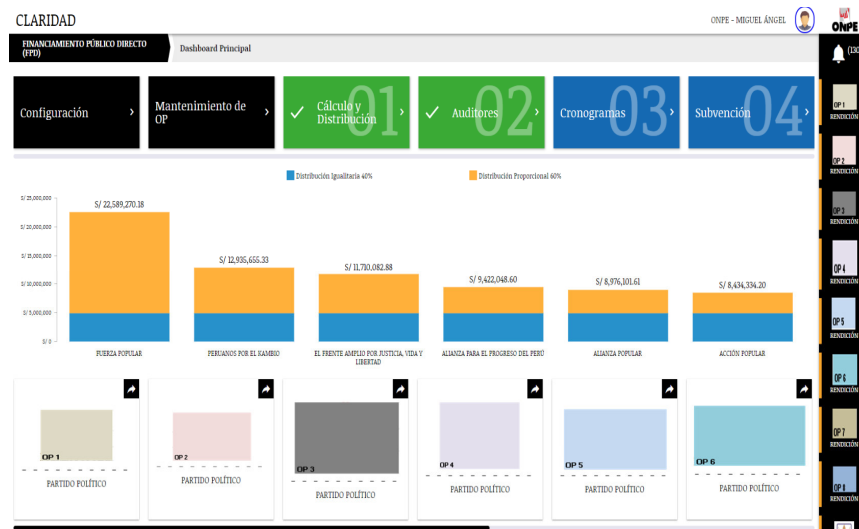 CLARIDAD
ONPE - MIGUEL ÁNGEL
ONPE
FINANCIAMIENTO PÚBLICO DIRECTO
(FPD)
Dashboard Principal
(130
Configuración
Mantenimiento de
OP
01
Cálculo y
Distribución
02
Auditores
03
Cronogramas
04
Subvención
Distribución Igualitaria 40%
Distribución Proporcional 60%
S/ 25,000,000
S/ 20,000,000
S/ 15,000,000
S/ 10,000,000
S/ 5,000,000
S/ 0
S/ 22,589,270.18
S/ 12,935,655.33
S/ 11,710,082.88
S/ 9,422,048.60
S/ 8,976,101.61
S/ 8,434,334.20
FUERZA POPULAR
PERUANOS POR EL KAMBIO
EL FRENTE AMPLIO POR JUSTICIA, VIDA Y
LIBERTAD
ALIANZA PARA EL PROGRESO DEL PERÚ
ALIANZA POPULAR
ACCIÓN POPULAR
OP 1
PARTIDO POLÍTICO
OP 2
PARTIDO POLÍTICO
OP 3
PARTIDO POLÍTICO
OP 4
PARTIDO POLÍTICO
OP 5
PARTIDO POLÍTICO
OP 6
PARTIDO POLÍTICO
OP 1
RENDICIÓN
OP 2
RENDICIÓN
OP 3
RENDICIÓN
OP 4
RENDICIÓN
OP 5
RENDICIÓN
OP 6
RENDICIÓN
OP 7
RENDICIÓN
OP 8
RENDICIÓN